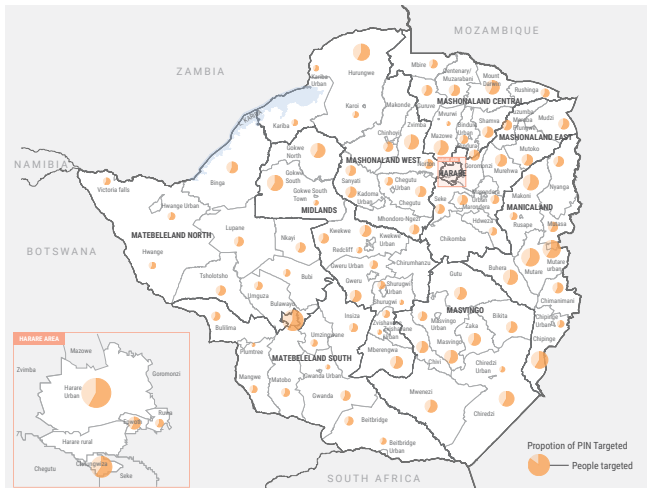 MOZAMBIQUE
ZAMBIA
NAMIBIA
BOTSWANA
SOUTH AFRICA
Kariba Urban
Hurungwe
Mbire
Centenary/
Muzarabani
Mount
Darwin
Rushinga
MASHONALAND CENTRAL
Karoi
Makonde
Guruve
Mvurwi
Bindura
Urban
Shamva
Mudzi
MASHONALAND EAST
Kariba
Chinhoyi
Zvimba
Mazowe
Mutoko
Gokwe
North
MASHONALAND WEST
Norton
HARARE
Goromonzi
Murehwa
Binga
Gokwe
South
Sanyati
Chegutu
Urban
Kadoma
Urban
Chegutu
Seke
Marondera
Makoni
Nyanga
Victoria falls
Gokwe South
Town
MIDLANDS
Mhondoro-Ngezi
Hdweza
MANICALAND
Rusape
Mutasa
Hwange Urban
MATEBELELAND NORTH
Lupane
Nkayi
Kwekwe
Kwekwe
Urban
Redcliff
Chikomba
Hwange
Tsholotsho
Bubi
Gweru Urban
Chirumhanzu
Gutu
Buhera
Mutare
Mutare
urban
Umguza
Gweru
Shurugwi
Urban
Shurugwi
Chimanimani
Bulawayo
Bulilima
Insiza
Zvishavane
MASVINGO
Masvingo
Urban
Zaka
Bikita
Chipinge
Urban
Chipinge
Umzingwane
Plumtree
MATEBELELAND SOUTH
Mberengwa
Masvingo
Chivi
Chiredzi
Urban
Mangwe
Matobo
Gwanda Urban
Gwanda
Mwenezi
Chiredzi
Beitbridge
Beitbridge
Urban
HARARE AREA
Mazowe
Zvimba
Goromonzi
Harare
Urban
Ruwa
Epworth
Harare rural
Chitungwiza
Chegutu
Seke
Propotion of PIN Targeted
People targeted